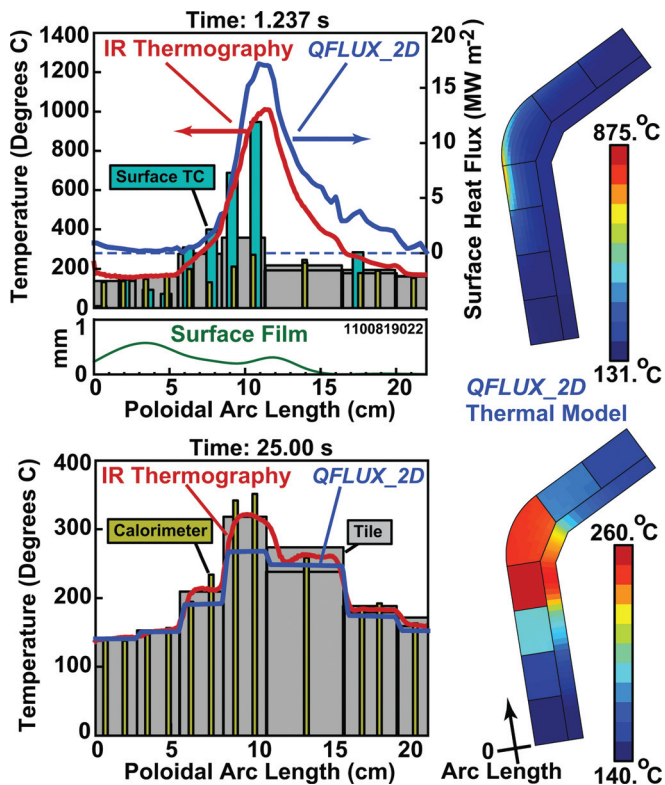 Time: 1.237 s
IR Thermography
QFLUX_2D
Temperature (Degrees C)
1400
1200
1000
800
600
400
200
0
20
15
10
5
0
Surface Heat Flux (MW m-2)
Surface TC
1
0
mm
Surface Film
1100819022
0 5 10 15 20
Poloidal Arc Length (cm)
875.°C
131.°C
QFLUX_2D
Thermal Model
Time: 25.00 s
IR Thermography
QFLUX_2D
Temperature (Degrees C)
400
300
200
100
0
Calorimeter
Tile
0 5 10 15 20
Poloidal Arc Length (cm)
260.°C
140.°C
0
Arc Length